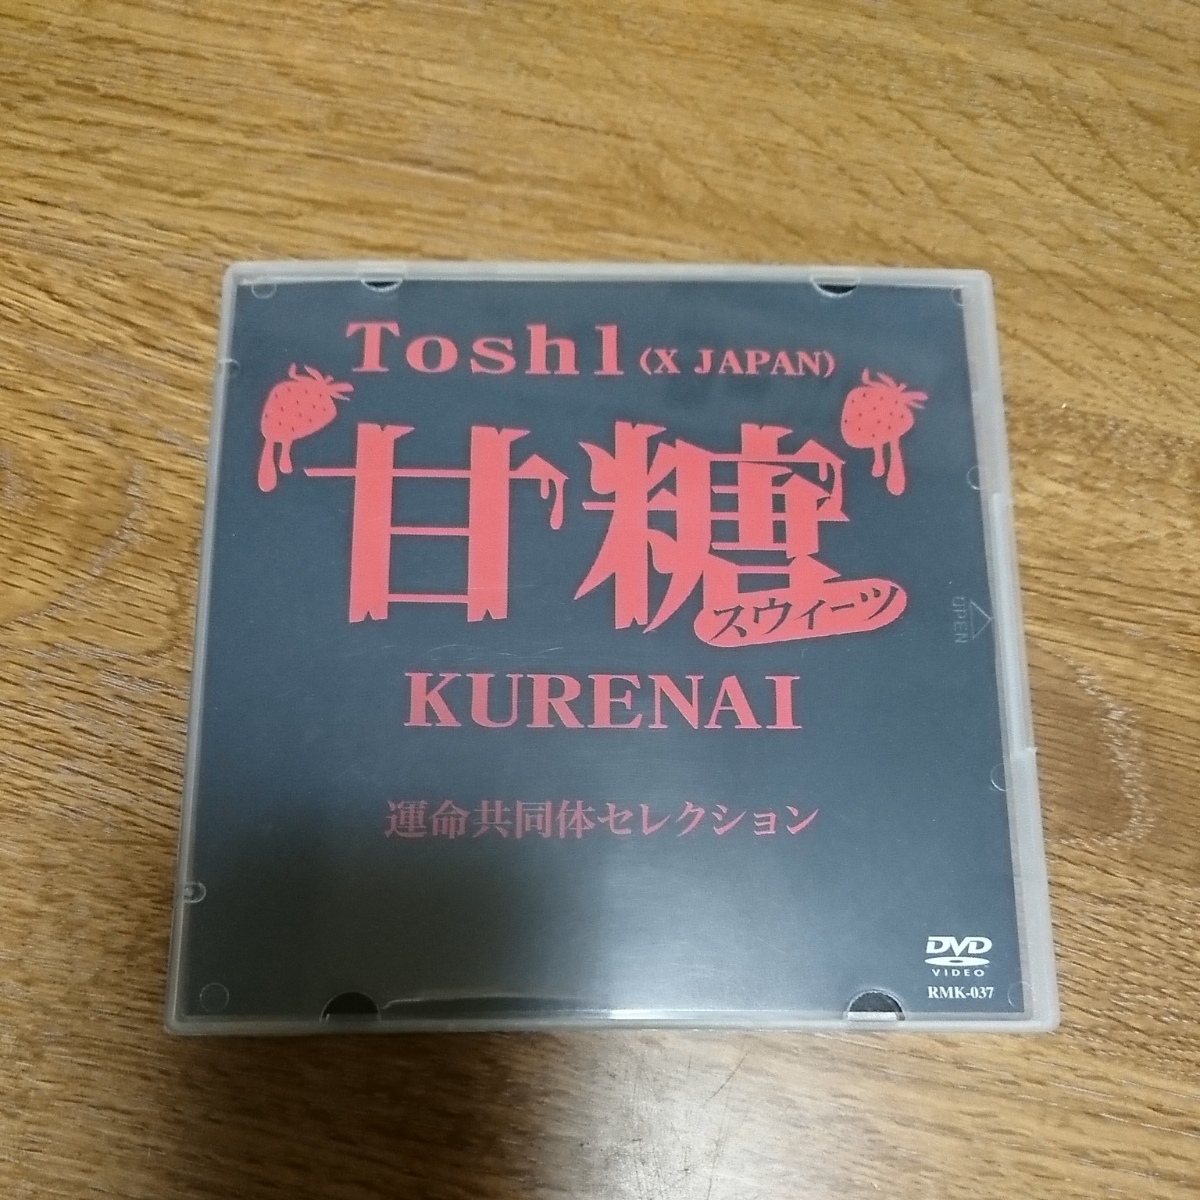 Toshl (X JAPAN)
甘糖
スウィーツ
KURENAI
運命共同体セレクション
OPEN
DVD
VIDEO
RMK-037